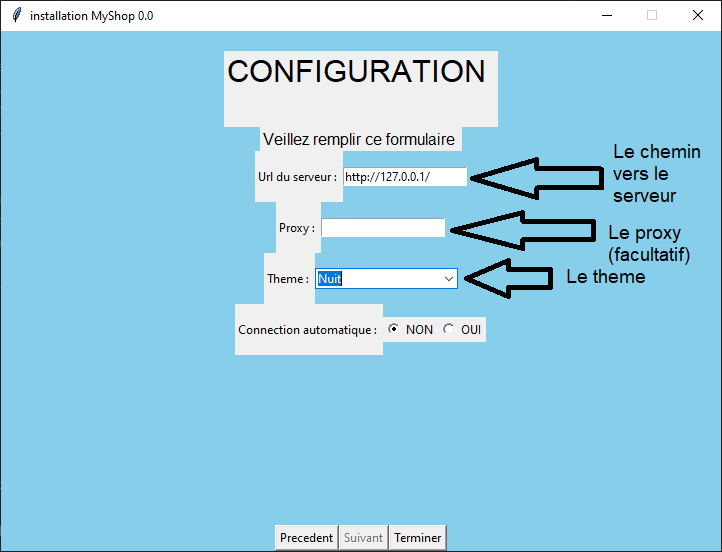 installation MyShop 0.0
CONFIGURATION
Veillez remplir ce formulaire
Url du serveur : http://127.0.0.1/
Le chemin
vers le
serveur
Proxy :
Le proxy
(facultatif)
Theme : Nuit
Le theme
Connection automatique : NON OUI
Precedent Suivant Terminer